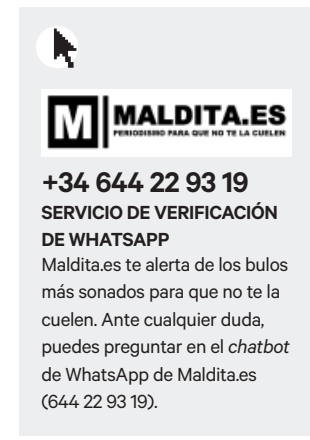 M
MALDITA.ES
PERIODISMO PARA QUE NO TE LA CUELEN
+34 644 22 93 19
SERVICIO DE VERIFICACIÓN
DE WHATSAPP
Maldita.es te alerta de los bulos
más sonados para que no te la
cuelen. Ante cualquier duda,
puedes preguntar en el chatbot
de WhatsApp de Maldita.es
(644 22 93 19).